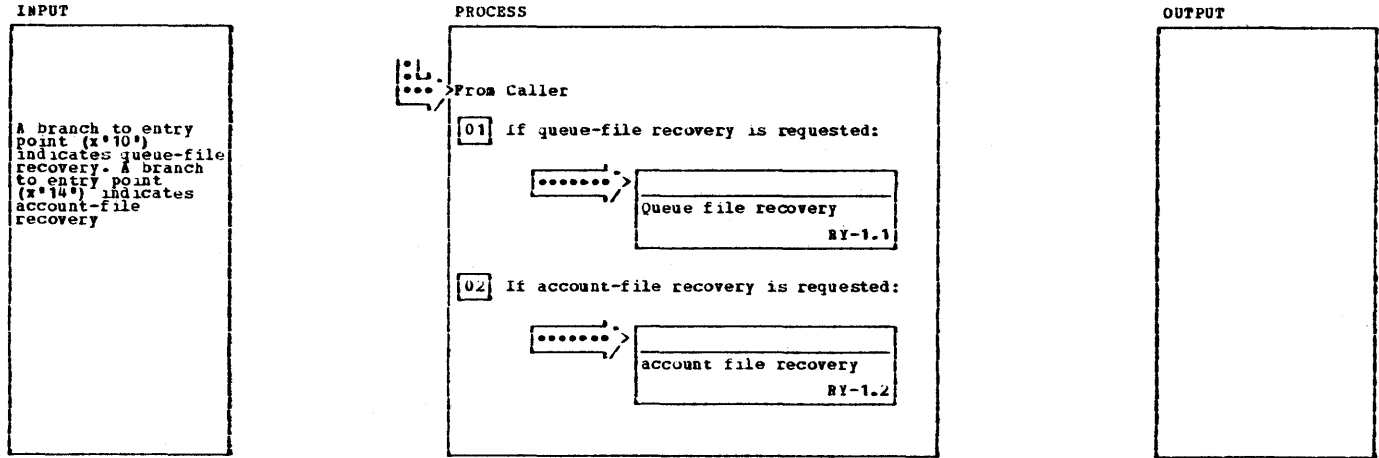 INPUT
PROCESS
OUTPUT
From Caller
A branch to entry
point (x'10')
indicates queue-file
recovery. A branch
to entry point
(x'14') indicates
account-file
recovery
01 If queue-file recovery is requested:
Queue file recovery
RY-1.1
02 If account-file recovery is requested:
account file recovery
RY-1.2